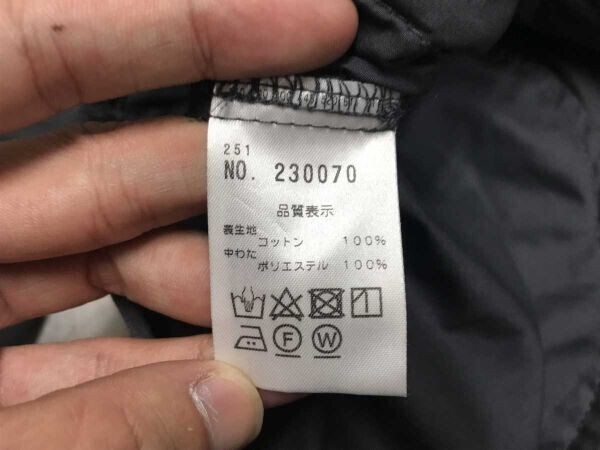 251
NO. 230070
品質表示
表生地 コットン 100%
中わた ポリエステル 100%
F W